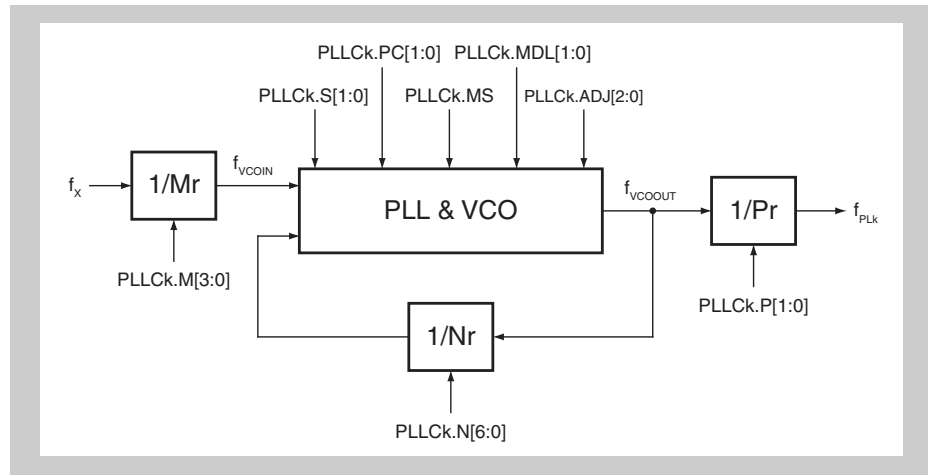 PLLCk.PC[1:0] PLLCk.MDL[1:0]
PLLCk.S[1:0] PLLCk.MS PLLCk.ADJ[2:0]
fX 1/Mr fVCOIN PLL & VCO fVCOOUT 1/Pr fPLk
PLLCk.M[3:0] PLLCk.P[1:0]
1/Nr
PLLCk.N[6:0]